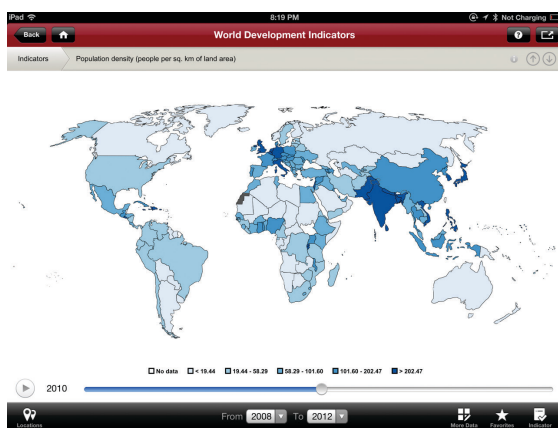 iPad 8:19 PM Not Charging
Back World Development Indicators ?
Indicators Population density (people per sq. km of land area)
No data < 19.44 19.44 - 58.29 58.29 - 101.60 101.60 - 202.47 > 202.47
2010
From 2008 To 2012
Locations More Data Favorites Indicator